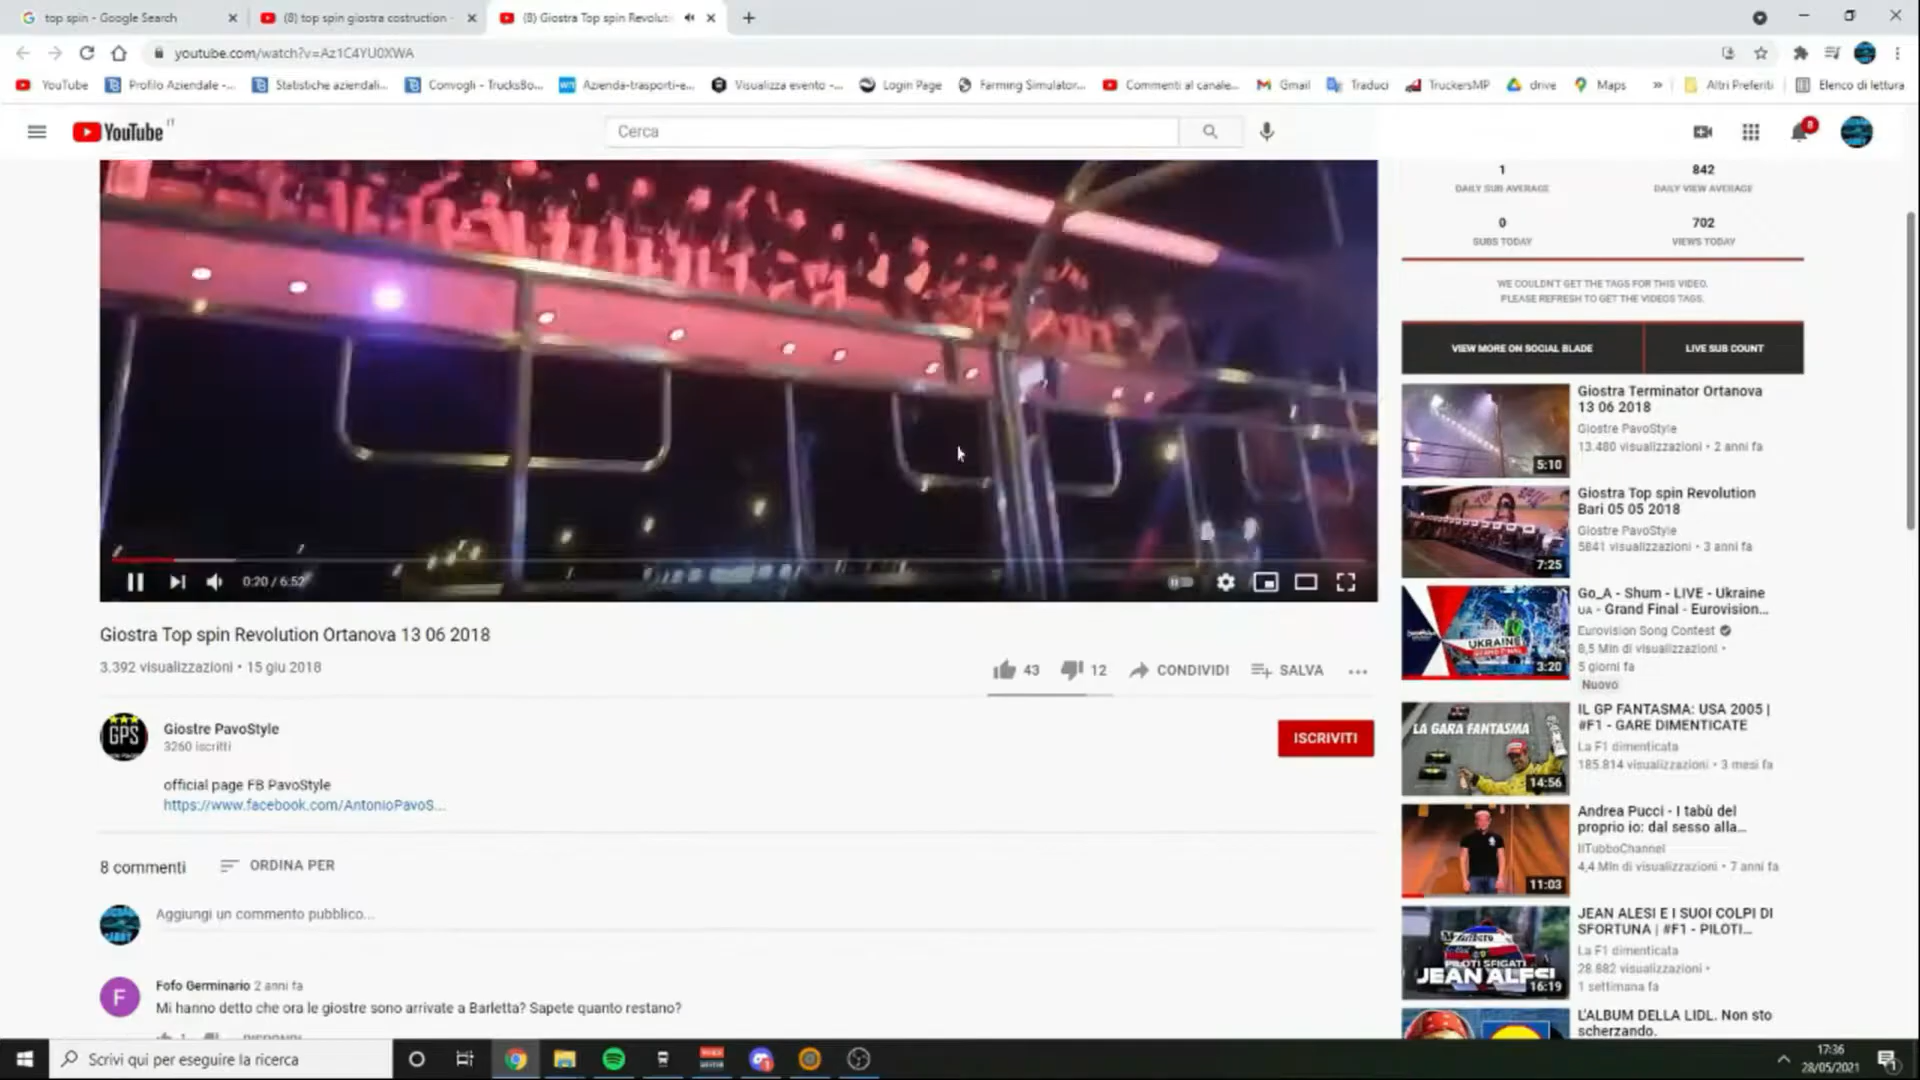 top spin - Google Search
(8) top spin giostra costruction -
(8) Giostra Top spin Revoluti
youtube.com/watch?v=Az1C4YU0XWA
YouTube
Profilo Aziendale -...
Statistiche aziendali...
Convogli - TrucksBo...
Azienda-trasporti-e...
Visualizza evento -...
Login Page
Farming Simulator...
Commenti al canale...
Gmail
Traduci
TruckersMP
drive
Maps
»
Altri Preferiti
Elenco di lettura
YouTube IT
Cerca
8
1
842
DAILY SUB AVERAGE
DAILY VIEW AVERAGE
0
702
SUBS TODAY
VIEWS TODAY
WE COULDN'T GET THE TAGS FOR THIS VIDEO.
PLEASE REFRESH TO GET THE VIDEOS TAGS.
VIEW MORE ON SOCIAL BLADE
LIVE SUB COUNT
0:20 / 6:52
Giostra Top spin Revolution Ortanova 13 06 2018
3.392 visualizzazioni • 15 giu 2018
43
12
CONDIVIDI
SALVA
GPS
Giostre PavoStyle
3260 iscritti
ISCRIVITI
official page FB PavoStyle
https://www.facebook.com/AntonioPavoS...
8 commenti
ORDINA PER
Aggiungi un commento pubblico...
F
Fofo Germinario 2 anni fa
Mi hanno detto che ora le giostre sono arrivate a Barletta? Sapete quanto restano?
1
RISPONDI
5:10
Giostra Terminator Ortanova
13 06 2018
Giostre PavoStyle
13.480 visualizzazioni • 2 anni fa
7:25
Giostra Top spin Revolution
Bari 05 05 2018
Giostre PavoStyle
5841 visualizzazioni • 3 anni fa
UKRAINE
GRAND FINAL
3:20
Go_A - Shum - LIVE - Ukraine
UA - Grand Final - Eurovision...
Eurovision Song Contest
8,5 Mln di visualizzazioni •
5 giorni fa
Nuovo
LA GARA FANTASMA
14:56
IL GP FANTASMA: USA 2005 |
#F1 - GARE DIMENTICATE
La F1 dimenticata
185.814 visualizzazioni • 3 mesi fa
11:03
Andrea Pucci - I tabù del
proprio io: dal sesso alla...
IlTubboChannel
4,4 Mln di visualizzazioni • 7 anni fa
Marlboro
PILOTI SFIGATI
JEAN ALESI
16:19
JEAN ALESI E I SUOI COLPI DI
SFORTUNA | #F1 - PILOTI...
La F1 dimenticata
28.882 visualizzazioni •
1 settimana fa
L'ALBUM DELLA LIDL. Non sto
scherzando.
Scrivi qui per eseguire la ricerca
17:36
28/05/2021
1